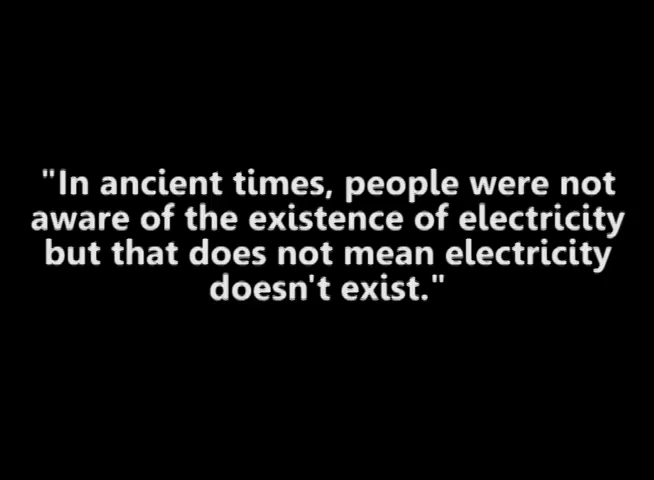 "In ancient times, people were not
aware of the existence of electricity
but that does not mean electricity
doesn't exist."